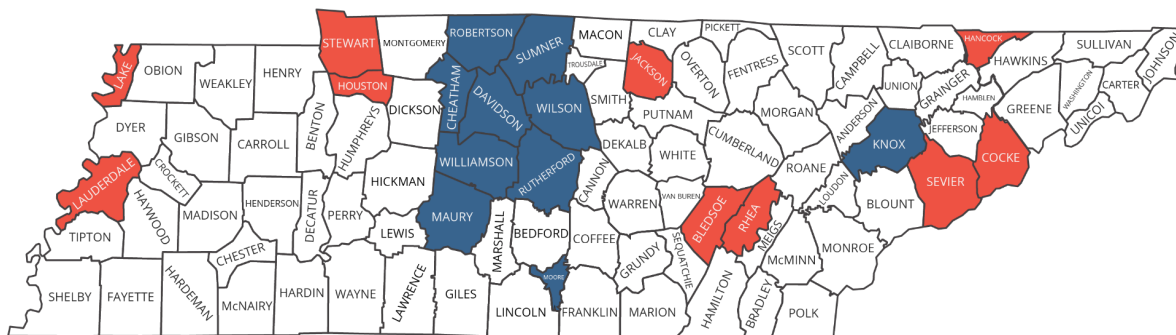 LAKE
OBION
WEAKLEY
HENRY
STEWART
MONTGOMERY
ROBERTSON
SUMNER
MACON
TROUSDALE
CLAY
PICKETT
JACKSON
OVERTON
FENTRESS
SCOTT
CAMPBELL
CLAIBORNE
UNION
HANCOCK
HAWKINS
GRAINGER
HAMBLEN
SULLIVAN
WASHINGTON
CARTER
JOHNSON
UNICOI
GREENE
HOUSTON
DICKSON
CHEATHAM
DAVIDSON
WILSON
SMITH
PUTNAM
MORGAN
ANDERSON
KNOX
JEFFERSON
COCKE
SEVIER
DYER
GIBSON
CARROLL
BENTON
HUMPHREYS
WILLIAMSON
RUTHERFORD
DEKALB
CANNON
WHITE
CUMBERLAND
ROANE
LOUDON
BLOUNT
LAUDERDALE
CROCKETT
HAYWOOD
MADISON
HENDERSON
DECATUR
PERRY
HICKMAN
LEWIS
MAURY
MARSHALL
BEDFORD
COFFEE
WARREN
VAN BUREN
BLEDSOE
RHEA
MEIGS
McMINN
MONROE
TIPTON
CHESTER
MOORE
GRUNDY
SEQUATCHIE
SHELBY
FAYETTE
HARDEMAN
McNAIRY
HARDIN
WAYNE
LAWRENCE
GILES
LINCOLN
FRANKLIN
MARION
HAMILTON
BRADLEY
POLK